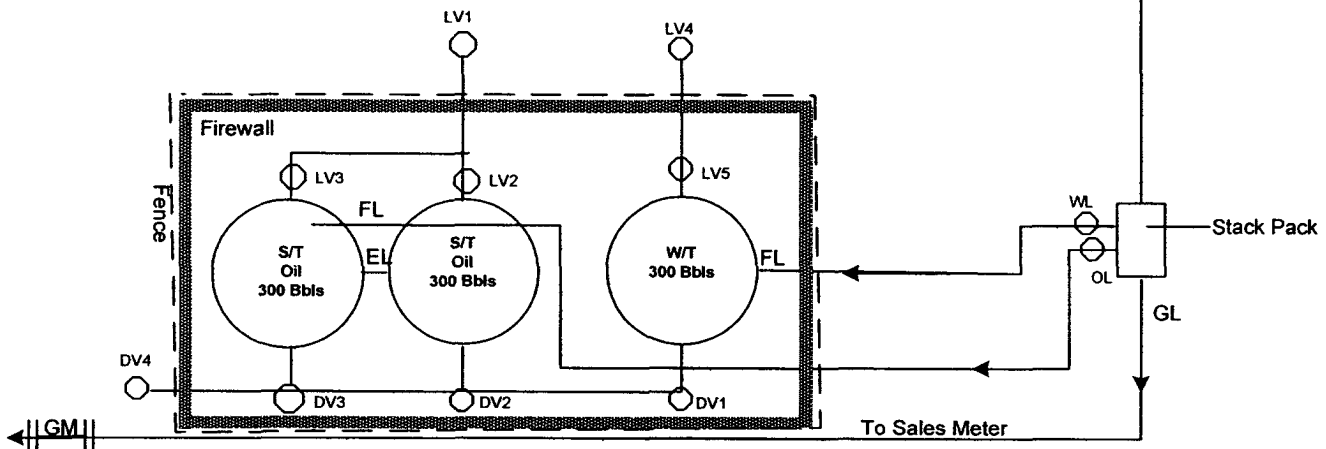 LV1
LV4
Firewall
LV3
LV2
LV5
Fence
FL
WL
Stack Pack
S/T
Oil
300 Bbls
EL
S/T
Oil
300 Bbls
W/T
300 Bbls
FL
OL
GL
DV4
DV3
DV2
DV1
GM
To Sales Meter